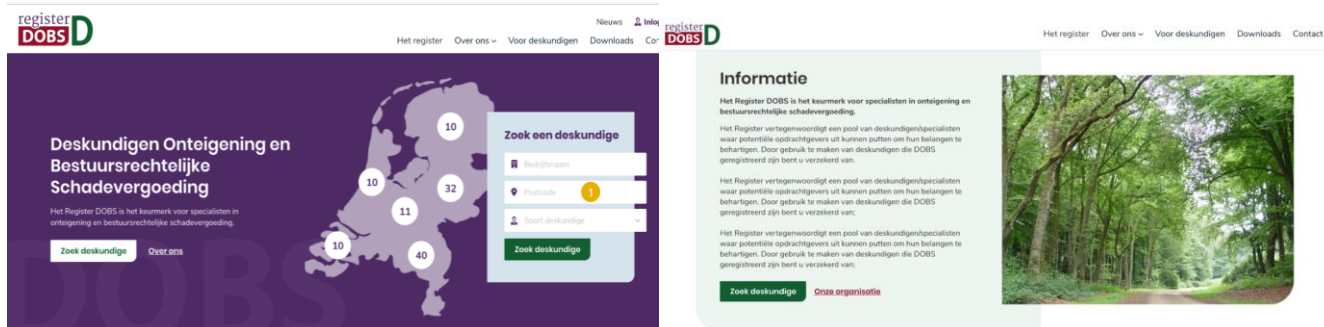 register
DOBS D
Nieuws
Het register Over ons Voor deskundigen Downloads
Deskundigen Onteigening en
Bestuursrechtelijke
Schadevergoeding
Het Register DOBS is het keurmerk voor specialisten in
onteigening en bestuursrechtelijke schadevergoeding.
Zoek deskundige Over ons
DOBS
10
10
32
11
10
40
Zoek een deskundige
Bedrijfsnaam
Postcode 1
Soort deskundige
Zoek deskundige
register
DOBS D
Het register Over ons Voor deskundigen Downloads Contact
Informatie
Het Register DOBS is het keurmerk voor specialisten in onteigening en
bestuursrechtelijke schadevergoeding.
Het Register vertegenwoordigt een pool van deskundigen/specialisten
waar potentiële opdrachtgevers uit kunnen putten om hun belangen te
behartigen. Door gebruik te maken van deskundigen die DOBS
geregistreerd zijn bent u verzekerd van.
Het Register vertegenwoordigt een pool van deskundigen/specialisten
waar potentiële opdrachtgevers uit kunnen putten om hun belangen te
behartigen. Door gebruik te maken van deskundigen die DOBS
geregistreerd zijn bent u verzekerd van;
Het Register vertegenwoordigt een pool van deskundigen/specialisten
waar potentiële opdrachtgevers uit kunnen putten om hun belangen te
behartigen. Door gebruik te maken van deskundigen die DOBS
geregistreerd zijn bent u verzekerd van;
Zoek deskundige Onze organisatie